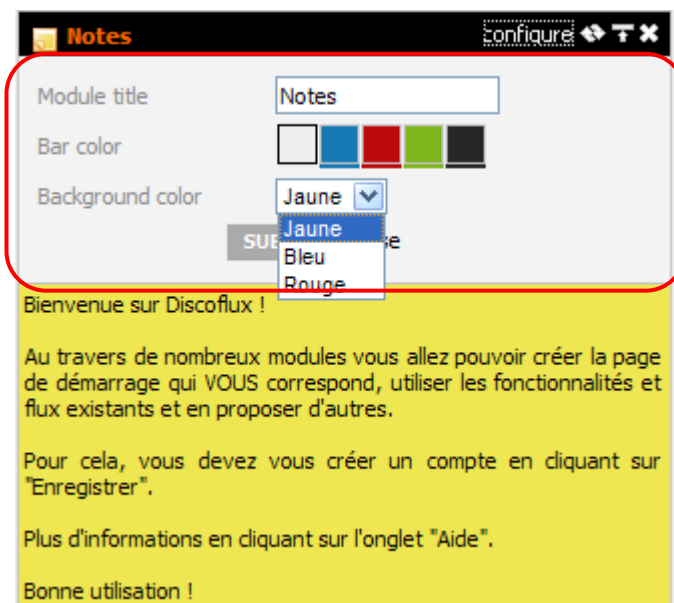 Notes configure
Module title Notes
Bar color
Background color Jaune
Jaune
Bleu
Rouge
Bienvenue sur Discoflux !
Au travers de nombreux modules vous allez pouvoir créer la page
de démarrage qui VOUS correspond, utiliser les fonctionnalités et
flux existants et en proposer d'autres.
Pour cela, vous devez vous créer un compte en cliquant sur
"Enregistrer".
Plus d'informations en cliquant sur l'onglet "Aide".
Bonne utilisation !